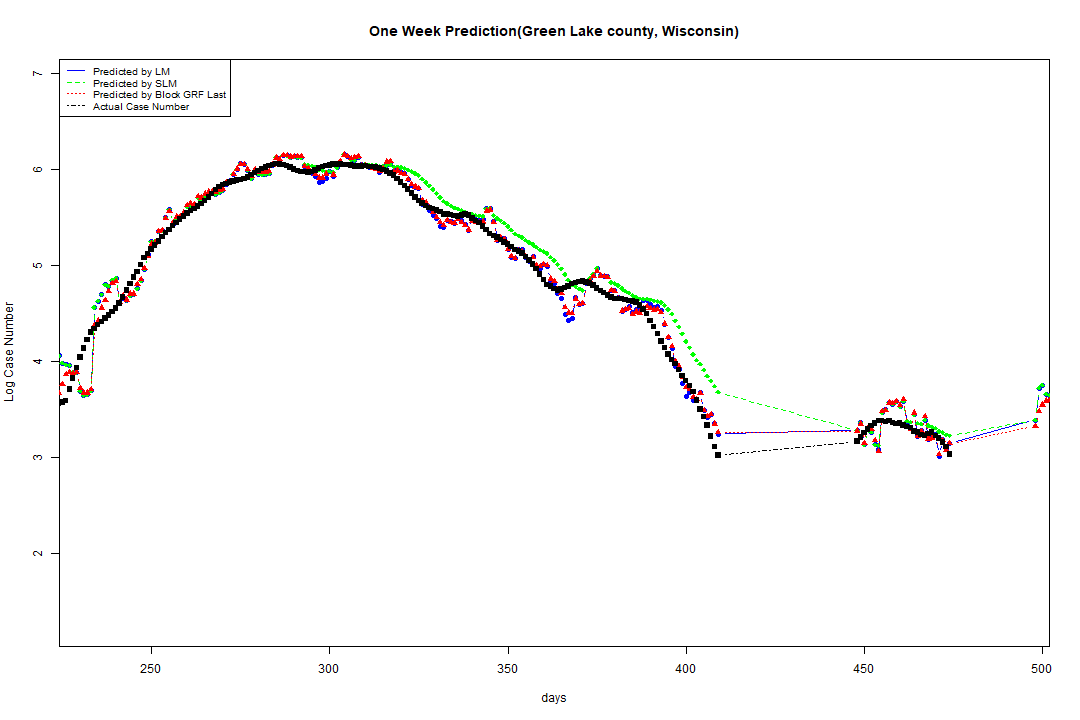 One Week Prediction(Green Lake county, Wisconsin)
Predicted by LM
Predicted by SLM
Predicted by Block GRF Last
Actual Case Number
7
6
5
4
3
2
Log Case Number
250 300 350 400 450 500
days